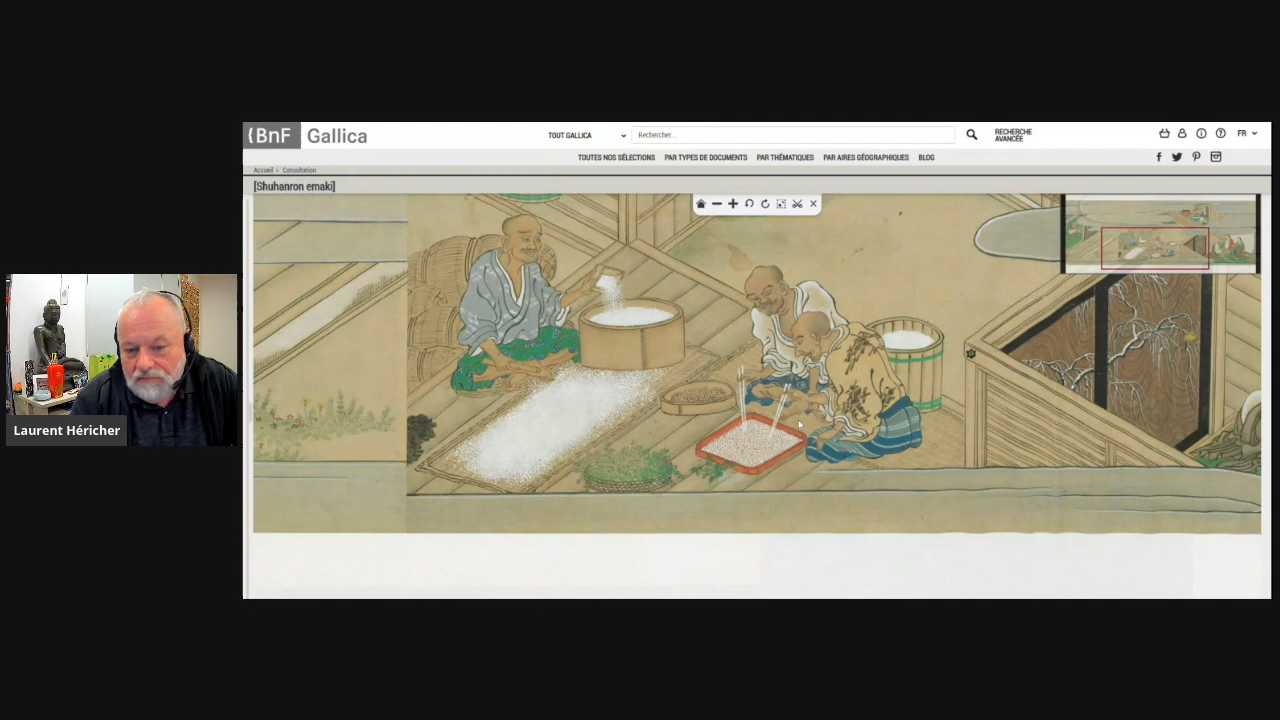 BnF Gallica
TOUT GALLICA
Rechercher...
RECHERCHE
AVANCÉE
FR
TOUTES NOS SÉLECTIONS PAR TYPES DE DOCUMENTS PAR THÉMATIQUES PAR AIRES GÉOGRAPHIQUES BLOG
Accueil > Consultation
[Shuhanron emaki]
Laurent Héricher